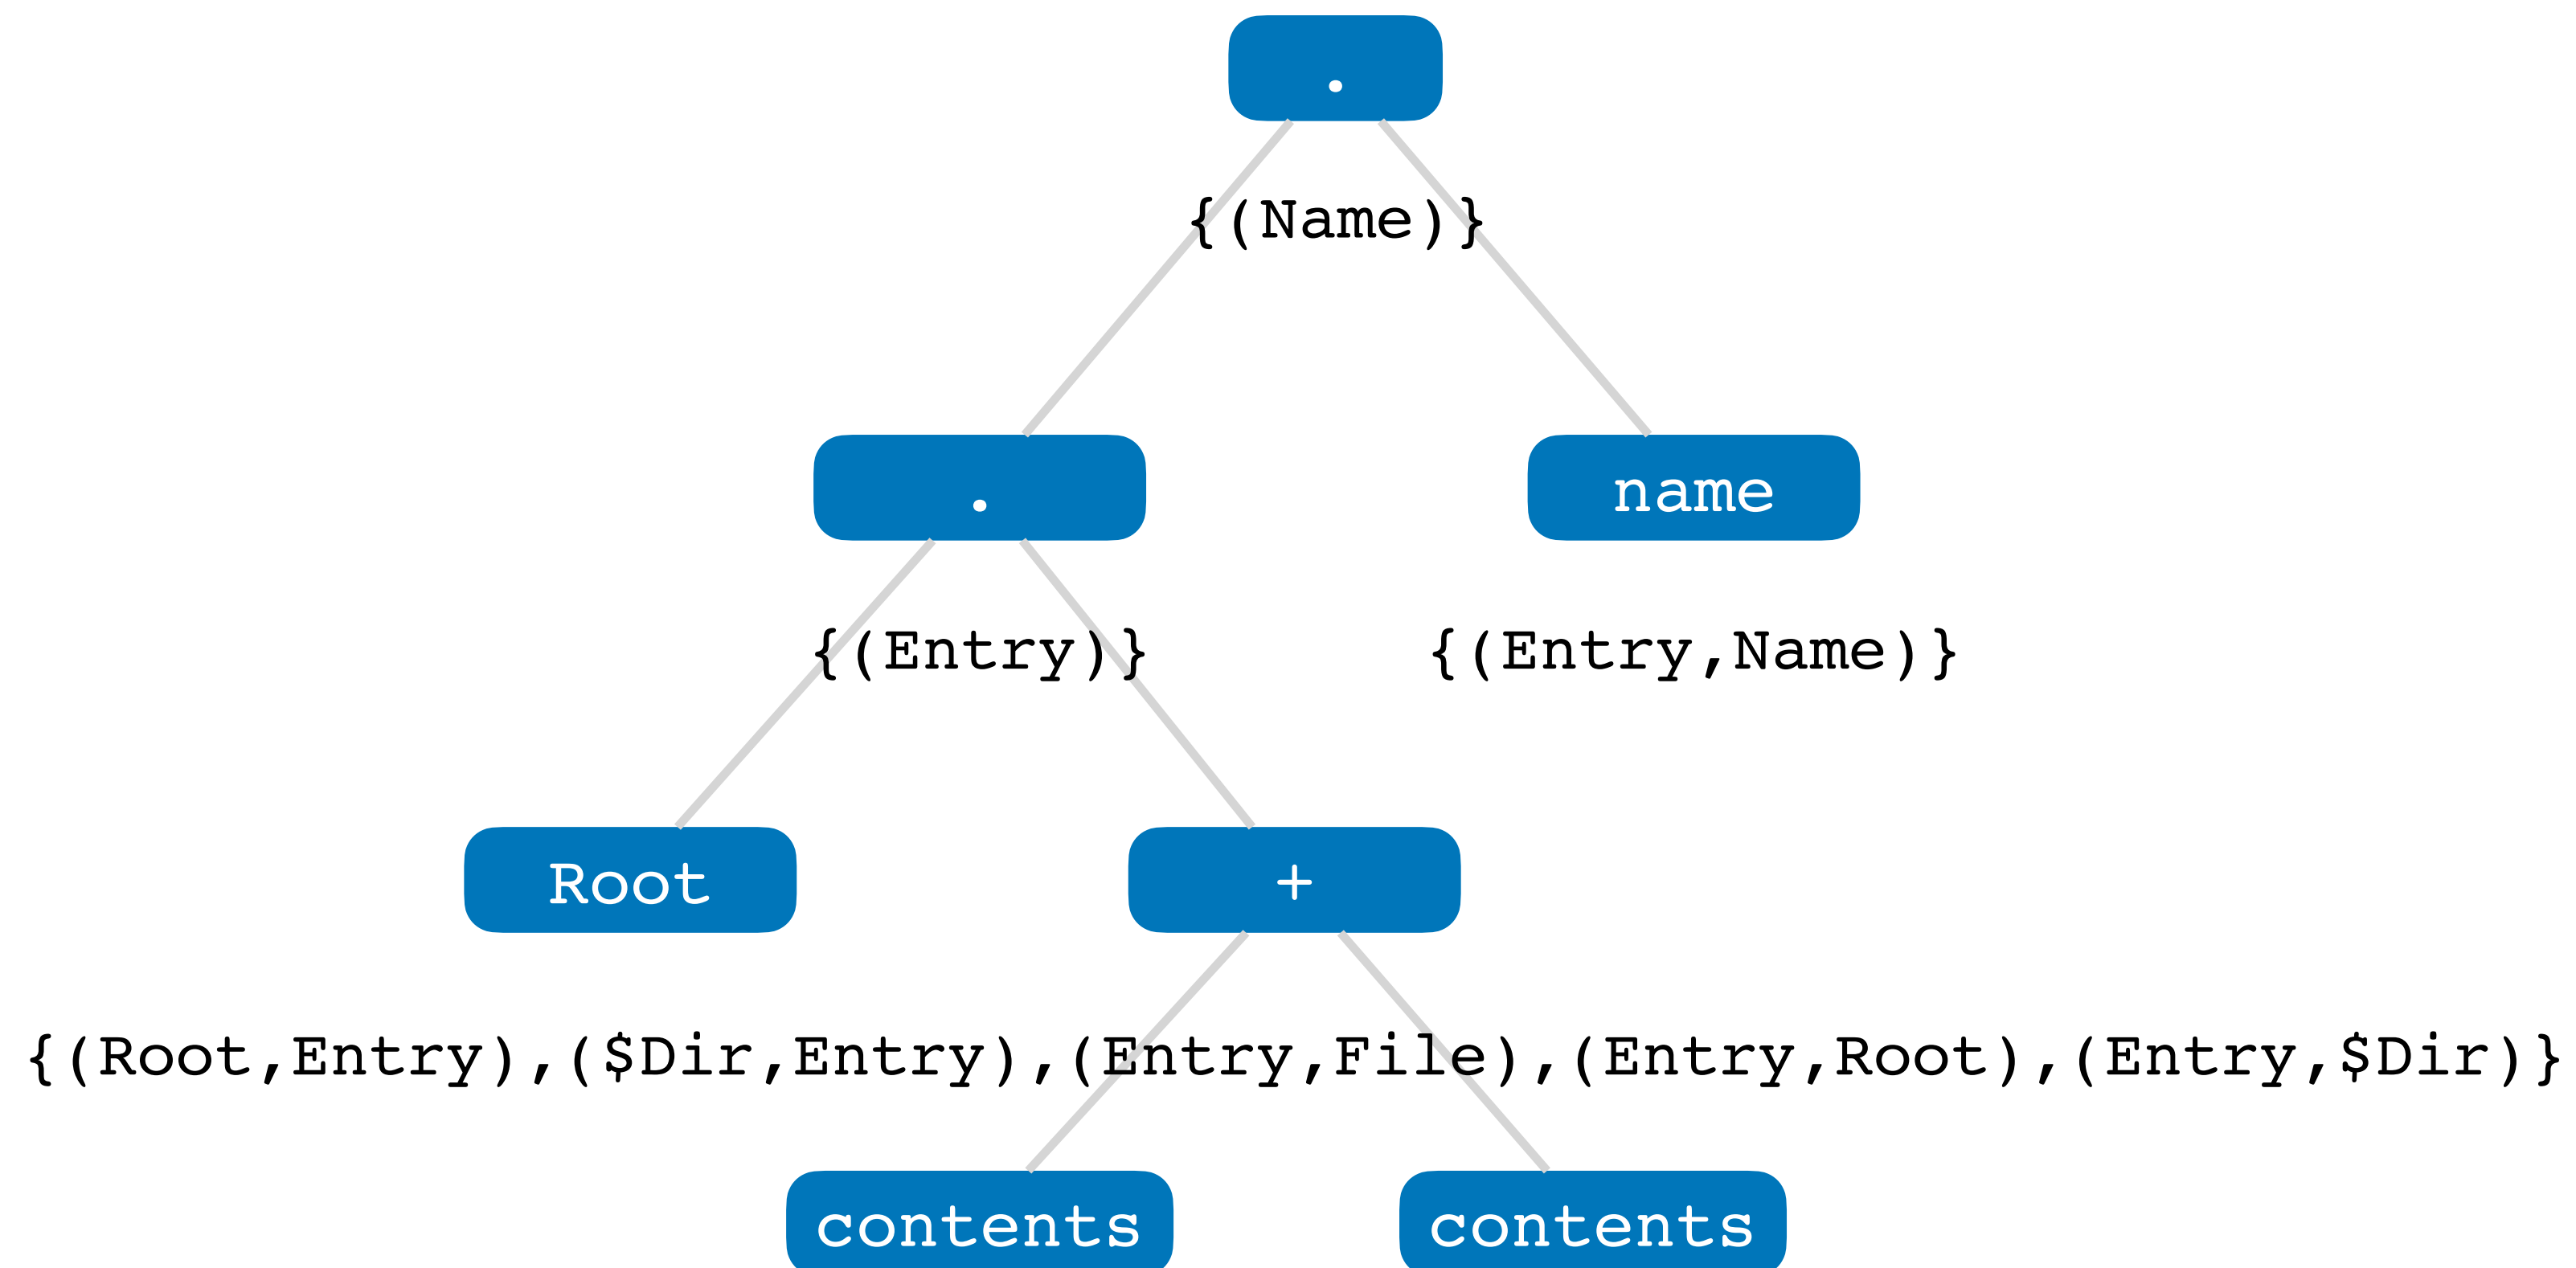 .
{(Name)}
.
name
{(Entry)}
{(Entry,Name)}
Root
+
{(Root,Entry),($Dir,Entry),(Entry,File),(Entry,Root),(Entry,$Dir)}
contents
contents